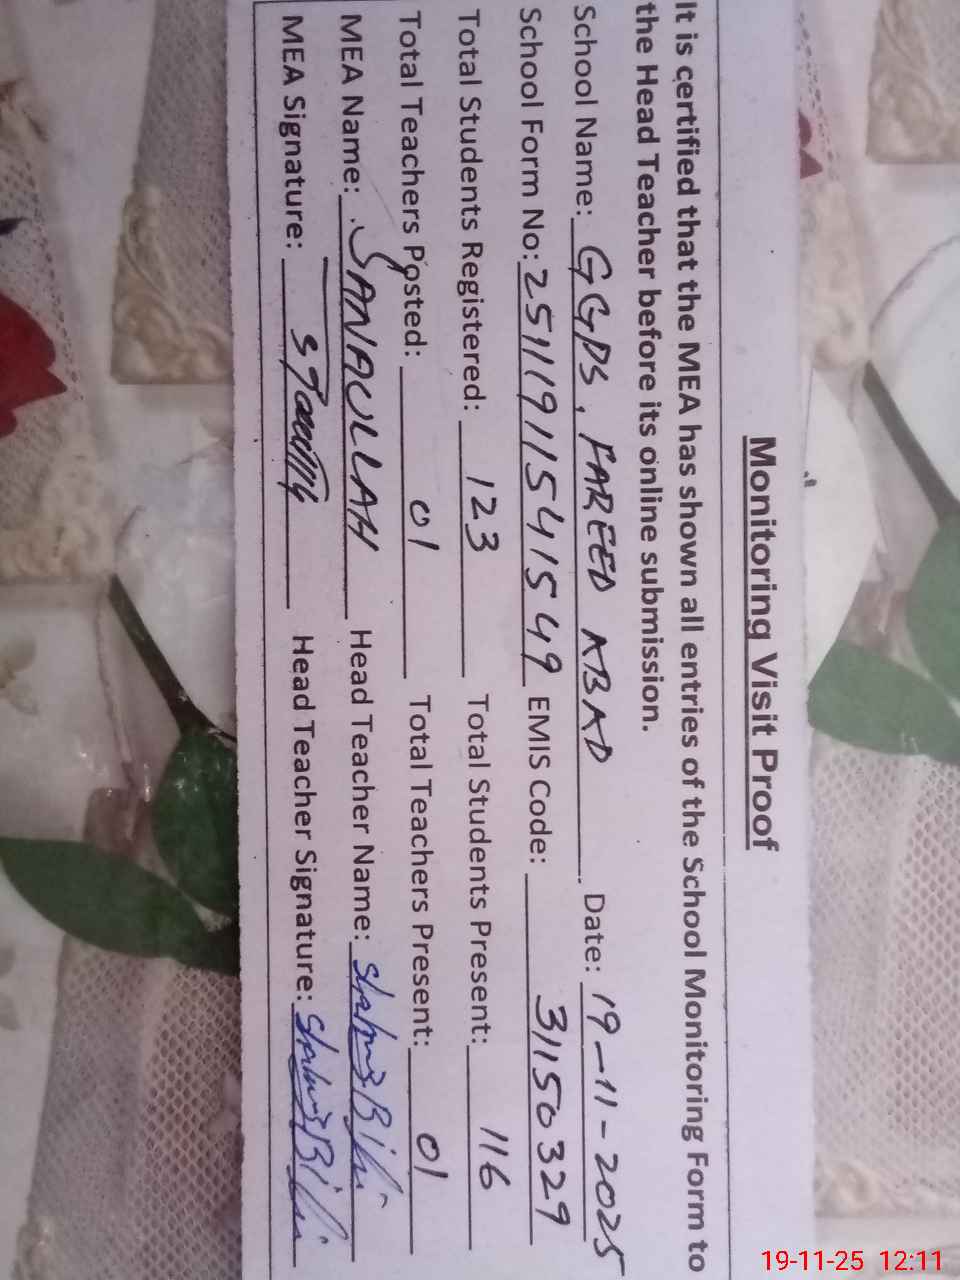 Monitoring Visit Proof
It is certified that the MEA has shown all entries of the School Monitoring Form to
the Head Teacher before its online submission.
School Name: GGPS, FAREED ABAD Date: 19-11-2025
School Form No: 2511191154151549 EMIS Code: 31150329
Total Students Registered: 123 Total Students Present: 116
Total Teachers Posted: 01 Total Teachers Present: 01
MEA Name: SANAULLAH Head Teacher Name:
MEA Signature: Head Teacher Signature:
19-11-25 12:11